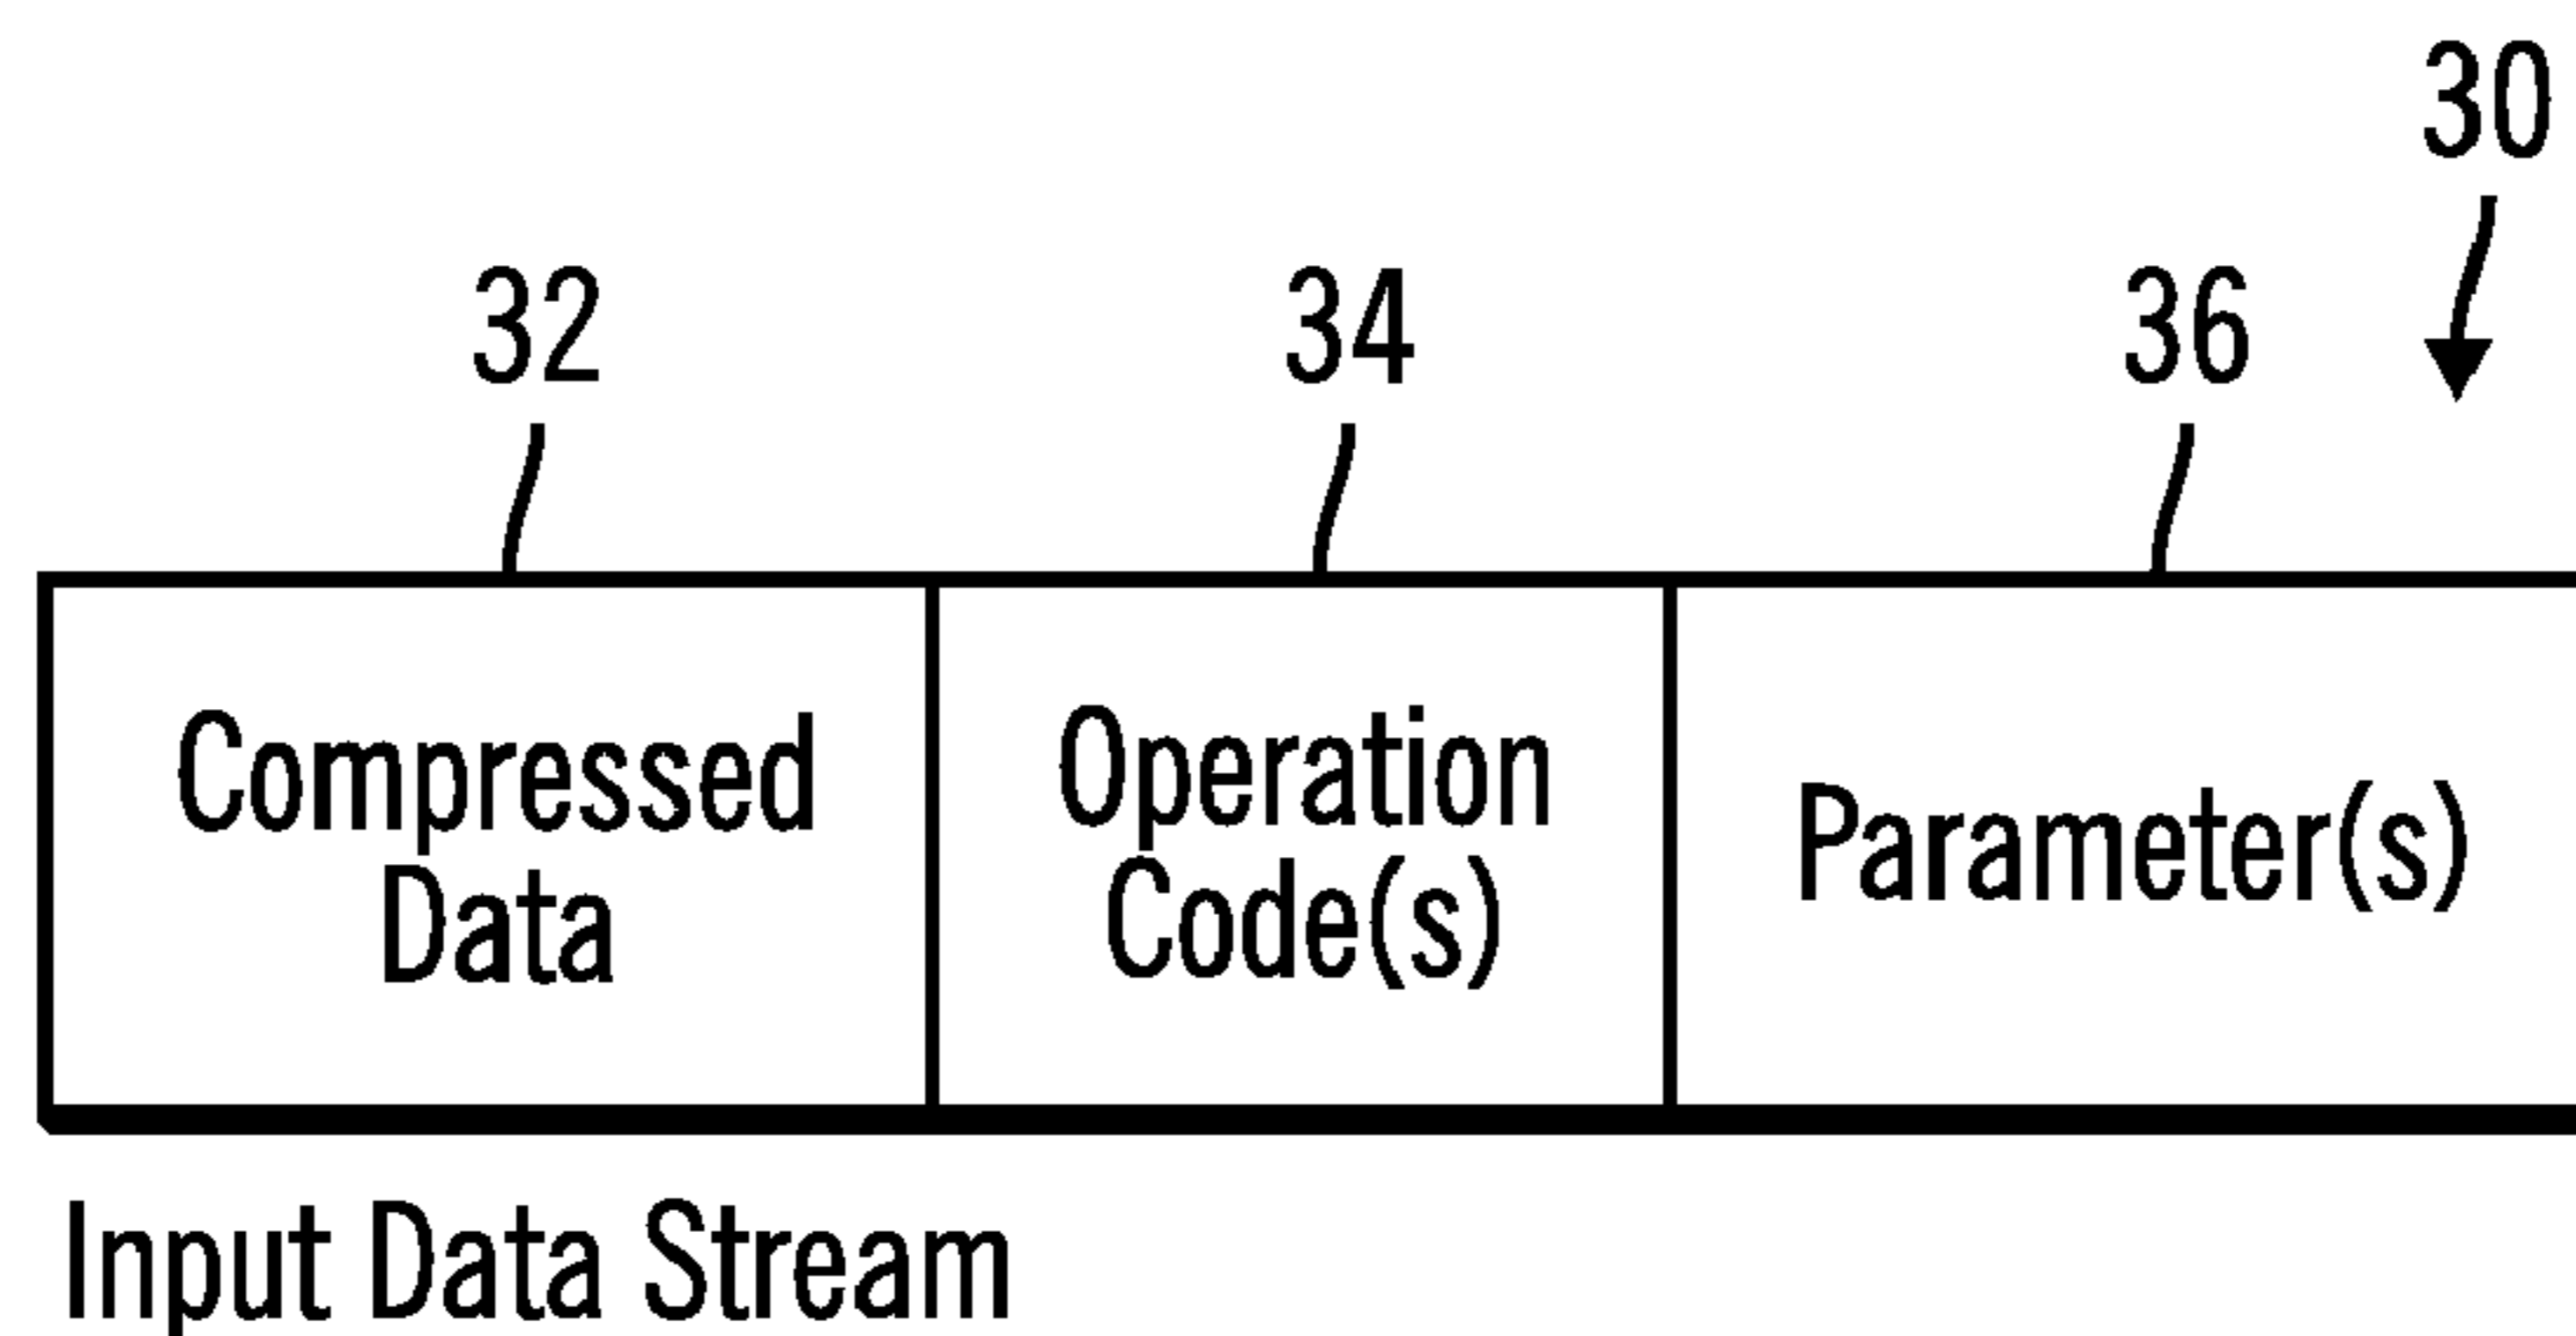 30
32
34
36
Compressed
Data
Operation
Code(s)
Parameter(s)
Input Data Stream